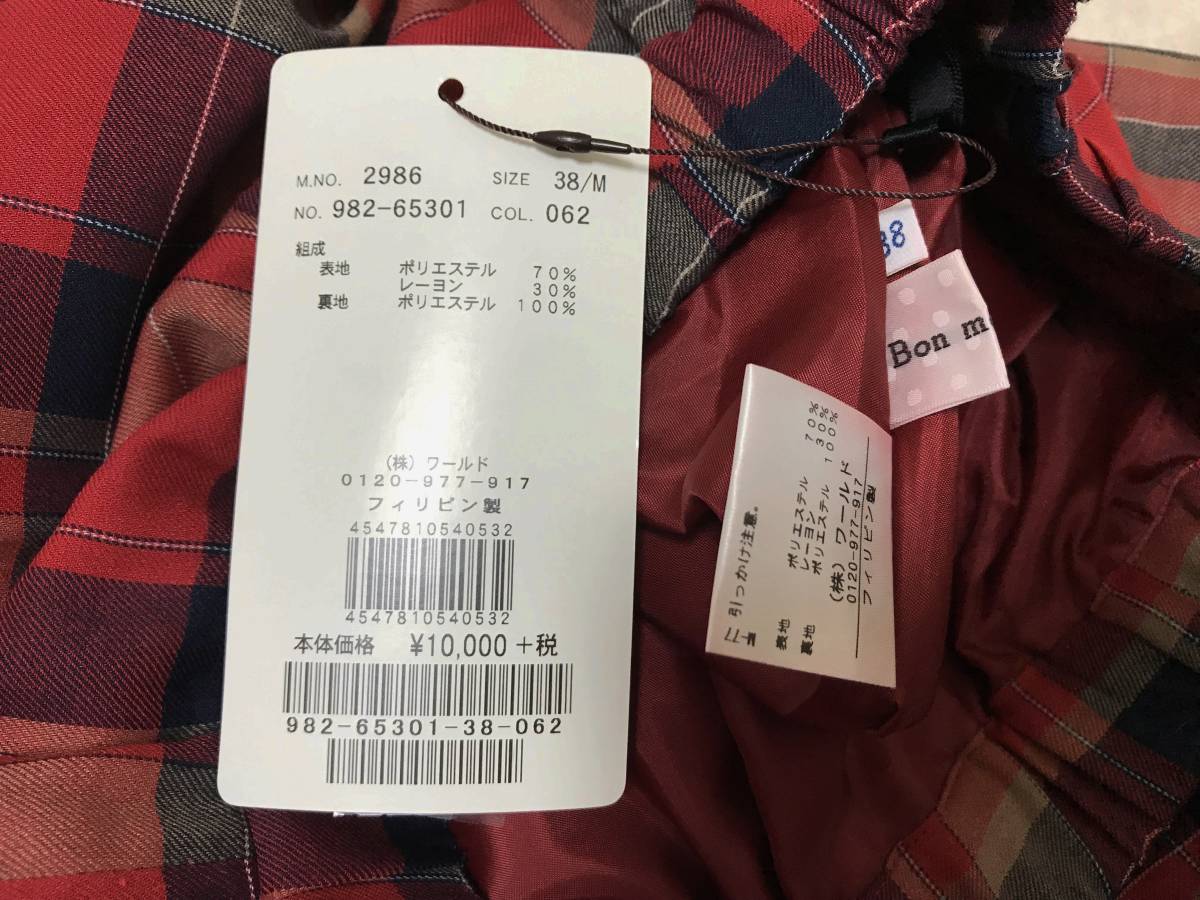 M.NO. 2986 SIZE 38/M
NO. 982-65301 COL. 062
組成
表地 ポリエステル 70%
レーヨン 30%
裏地 ポリエステル 100%
(株) ワールド
0120-977-917
フィリピン製
4547810540532
4547810540532
本体価格 ¥10,000 +税
982-65301-38-062
38
Bon m
引っかけ注意。
表地 ポリエステル 70%
レーヨン 30%
裏地 ポリエステル 100%
(株) ワールド
0120-977-917
フィリピン製